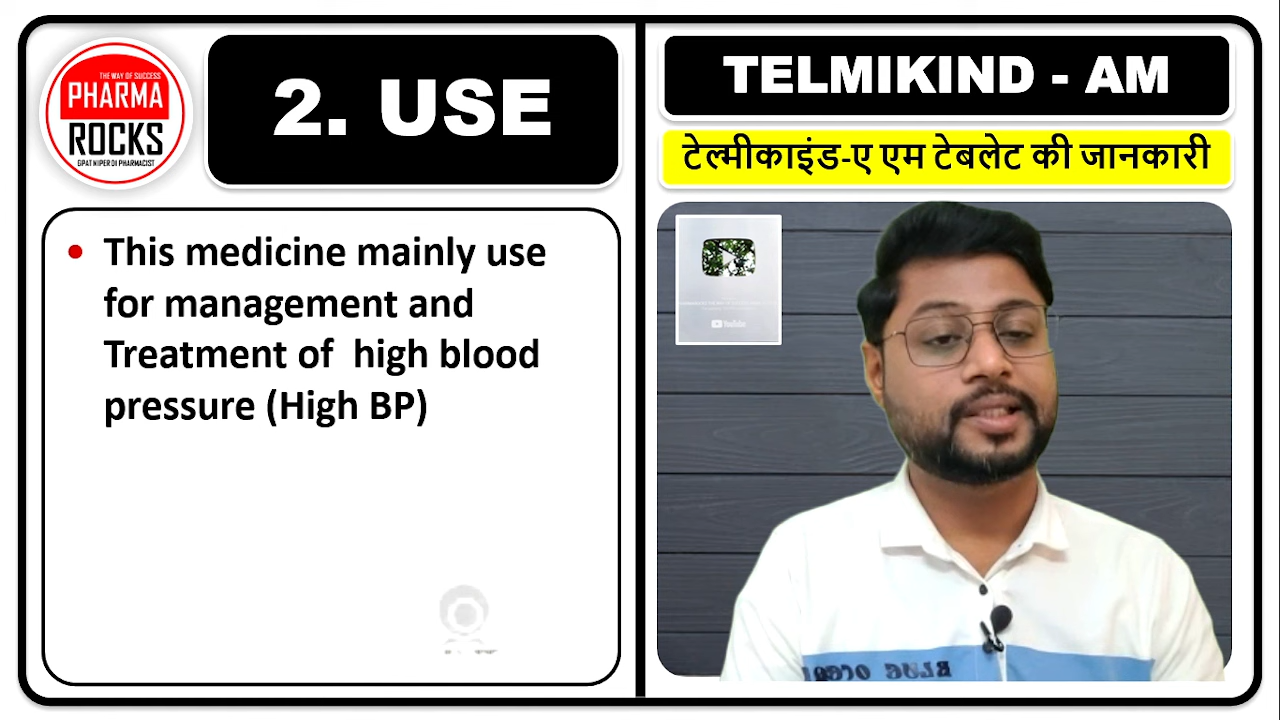 THE WAY OF SUCCESS
PHARMA
ROCKS
GPAT NIPER DI PHARMACIST
2. USE
• This medicine mainly use
for management and
Treatment of high blood
pressure (High BP)
TELMIKIND - AM
टेल्मीकाइंड-ए एम टेबलेट की जानकारी
YouTube